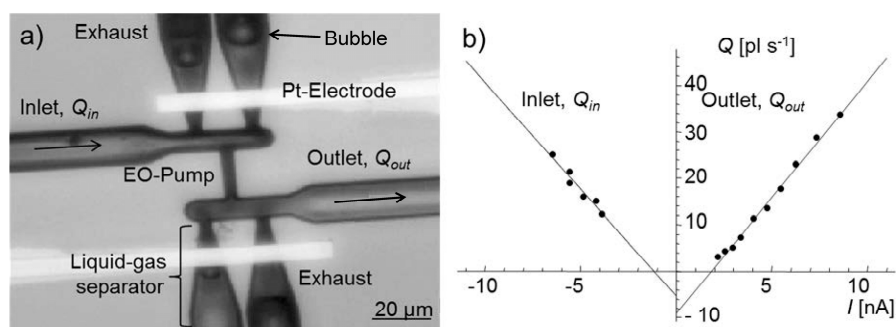 a)
Exhaust
Bubble
Pt-Electrode
Inlet, Qin
EO-Pump
Outlet, Qout
Liquid-gas
separator
Exhaust
20 µm
b)
Q [pl s-1]
Inlet, Qin
Outlet, Qout
40
30
20
10
- 10
-10
-5
0
5
10
I [nA]